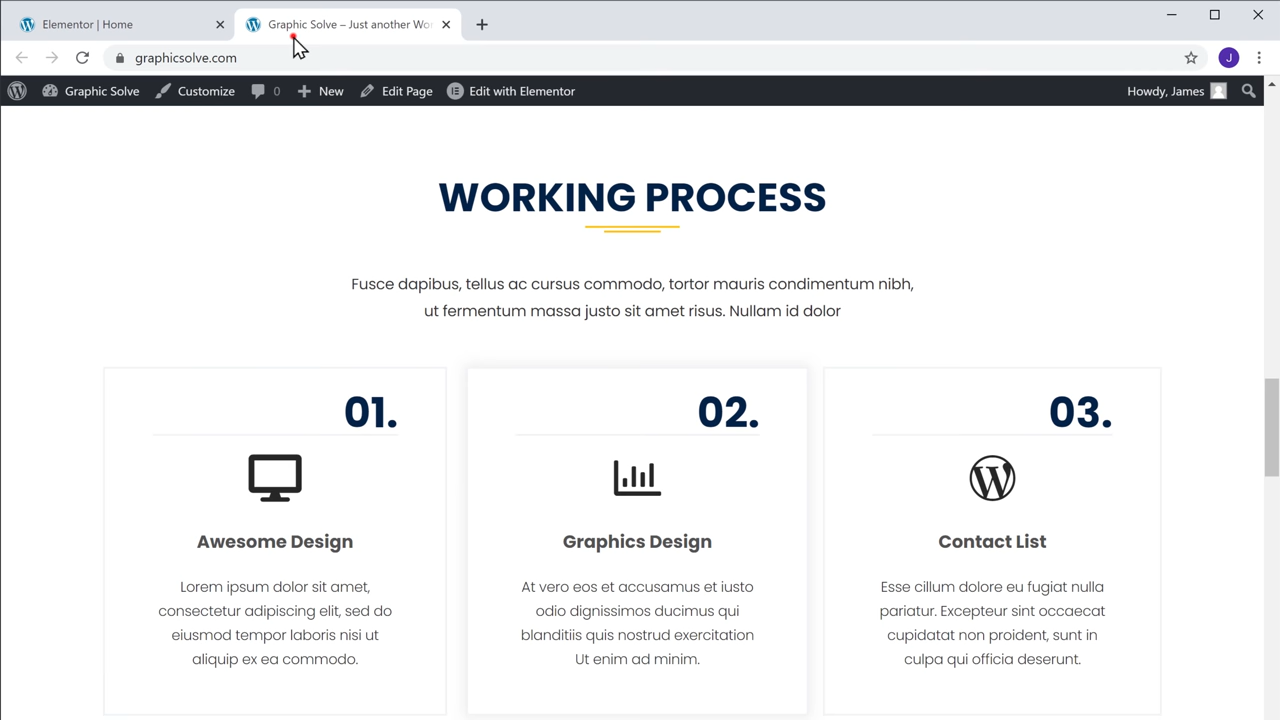 Elementor | Home
Graphic Solve – Just another Wor
graphicsolve.com
J
Graphic Solve
Customize
0
New
Edit Page
Edit with Elementor
Howdy, James
WORKING PROCESS
Fusce dapibus, tellus ac cursus commodo, tortor mauris condimentum nibh,
ut fermentum massa justo sit amet risus. Nullam id dolor
01.
Awesome Design
Lorem ipsum dolor sit amet,
consectetur adipiscing elit, sed do
eiusmod tempor laboris nisi ut
aliquip ex ea commodo.
02.
Graphics Design
At vero eos et accusamus et iusto
odio dignissimos ducimus qui
blanditiis quis nostrud exercitation
Ut enim ad minim.
03.
Contact List
Esse cillum dolore eu fugiat nulla
pariatur. Excepteur sint occaecat
cupidatat non proident, sunt in
culpa qui officia deserunt.